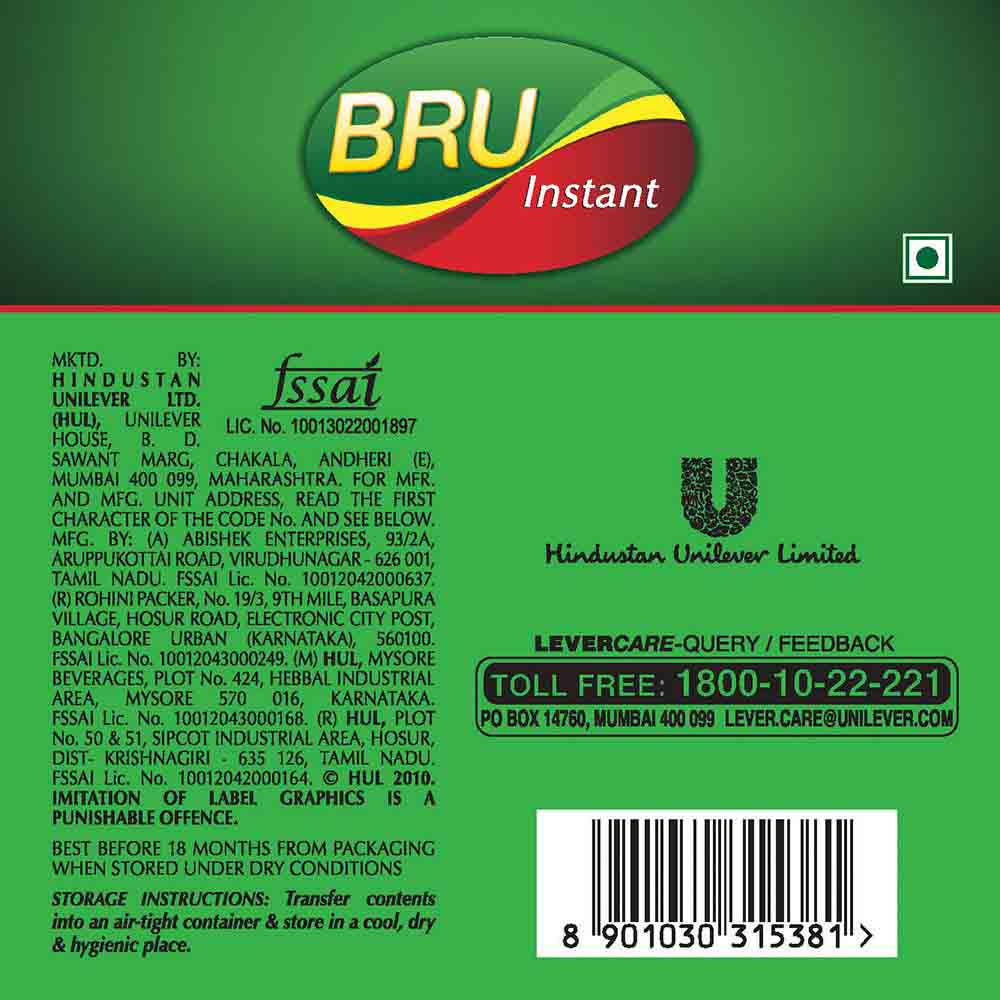 BRU
Instant
MKTD. BY:
HINDUSTAN
UNILEVER LTD.
(HUL), UNILEVER
HOUSE, B. D.
fssai
LIC. No. 10013022001897
SAWANT MARG, CHAKALA, ANDHERI (E),
MUMBAI 400 099, MAHARASHTRA. FOR MFR.
AND MFG. UNIT ADDRESS, READ THE FIRST
CHARACTER OF THE CODE No. AND SEE BELOW.
MFG. BY: (A) ABISHEK ENTERPRISES, 93/2A,
ARUPPUKOTTAI ROAD, VIRUDHUNAGAR - 626 001,
TAMIL NADU. FSSAI Lic. No. 10012042000637.
(R) ROHINI PACKER, No. 19/3, 9TH MILE, BASAPURA
VILLAGE, HOSUR ROAD, ELECTRONIC CITY POST,
BANGALORE URBAN (KARNATAKA), 560100.
FSSAI Lic. No. 10012043000249. (M) HUL, MYSORE
BEVERAGES, PLOT No. 424, HEBBAL INDUSTRIAL
AREA, MYSORE 570 016, KARNATAKA.
FSSAI Lic. No. 10012043000168. (R) HUL, PLOT
No. 50 & 51, SIPCOT INDUSTRIAL AREA, HOSUR,
DIST- KRISHNAGIRI - 635 126, TAMIL NADU.
FSSAI Lic. No. 10012042000164. © HUL 2010.
IMITATION OF LABEL GRAPHICS IS A
PUNISHABLE OFFENCE.
BEST BEFORE 18 MONTHS FROM PACKAGING
WHEN STORED UNDER DRY CONDITIONS
STORAGE INSTRUCTIONS: Transfer contents
into an air-tight container & store in a cool, dry
& hygienic place.
Hindustan Unilever Limited
LEVERCARE-QUERY / FEEDBACK
TOLL FREE: 1800-10-22-221
PO BOX 14760, MUMBAI 400 099 LEVER.CARE@UNILEVER.COM
8 901030 315381 >